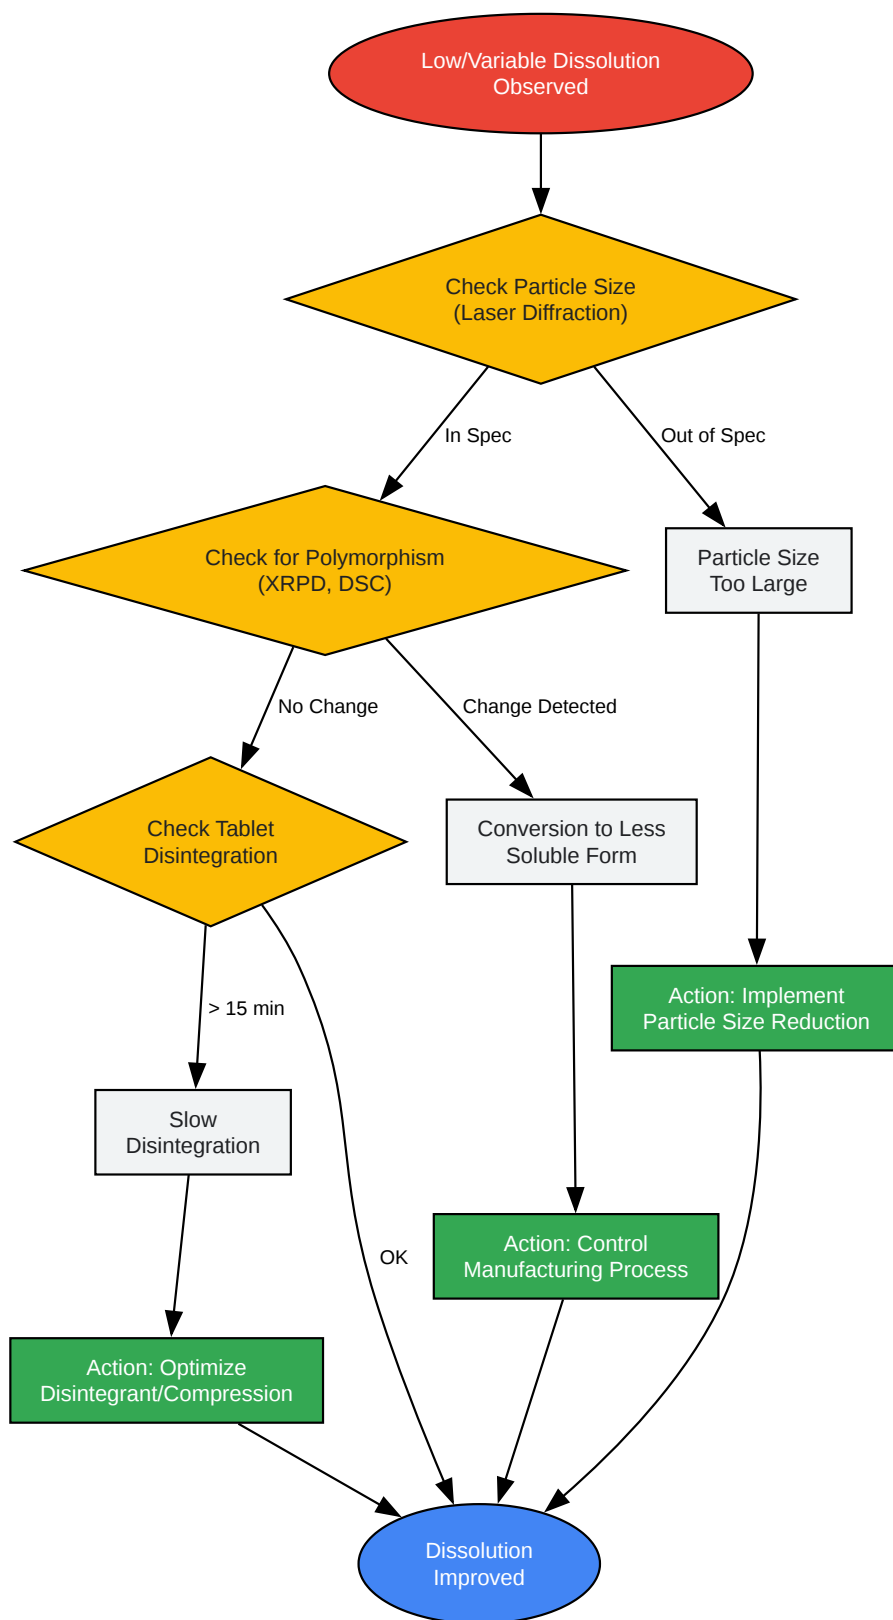 Low/Variable Dissolution
Observed
Check Particle Size
(Laser Diffraction)
In Spec
Out of Spec
Check for Polymorphism
(XRPD, DSC)
Particle Size
Too Large
No Change
Change Detected
Check Tablet
Disintegration
Conversion to Less
Soluble Form
> 15 min
Action: Implement
Particle Size Reduction
Slow
Disintegration
OK
Action: Control
Manufacturing Process
Action: Optimize
Disintegrant/Compression
Dissolution
Improved